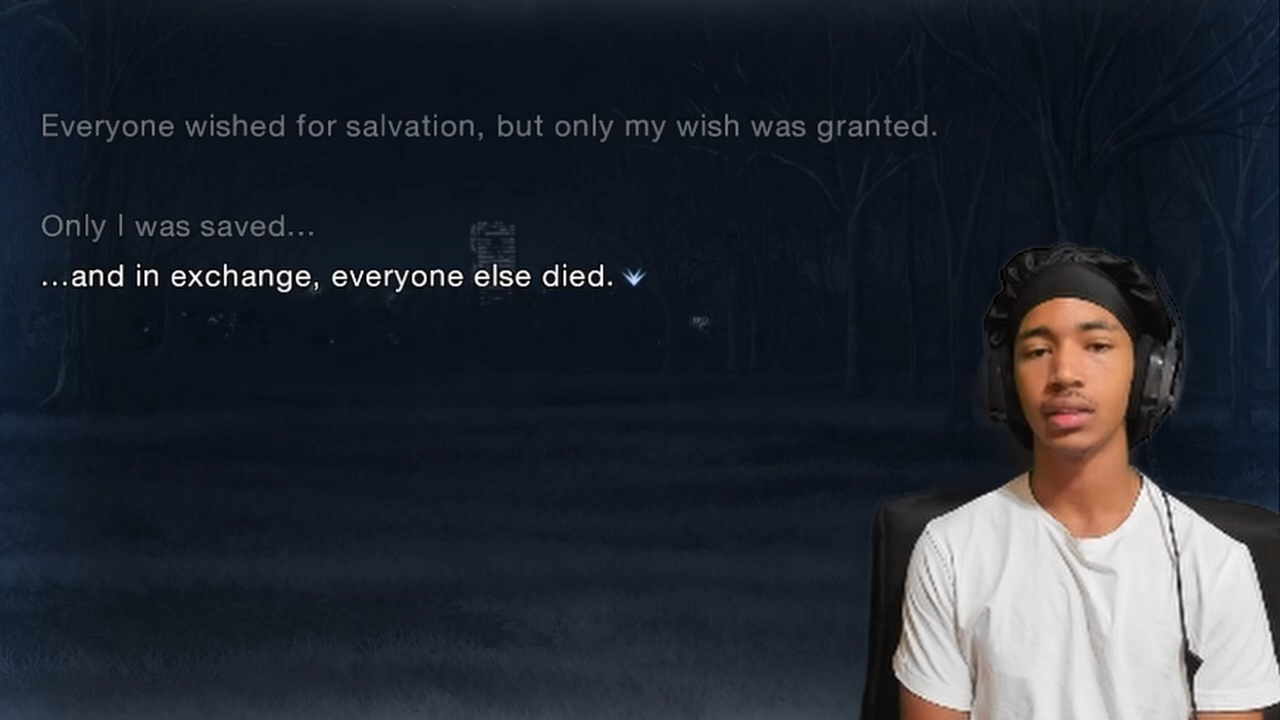 Everyone wished for salvation, but only my wish was granted.
Only I was saved...
...and in exchange, everyone else died.